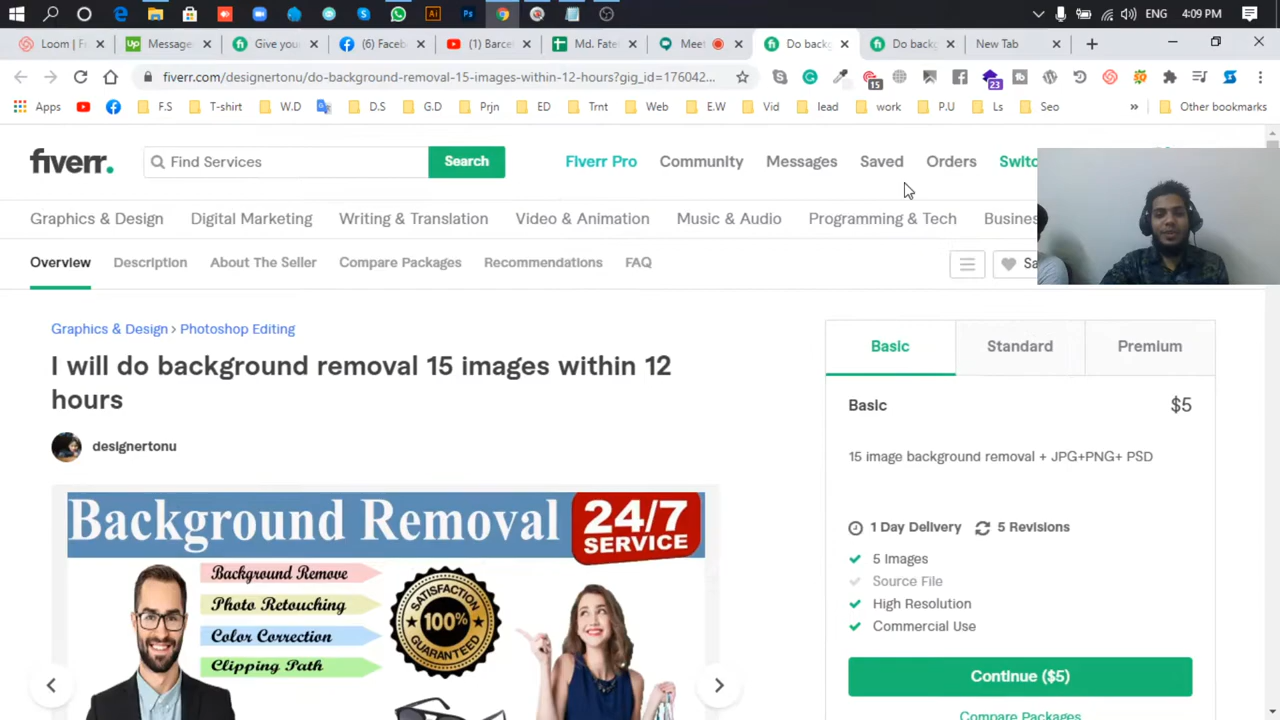 ENG 4:09 PM
Loom | F
Message
Give your
(6) Faceb
(1) Barce
Md. Fate
Meet
Do back
Do back
New Tab
fiverr.com/designertonu/do-background-removal-15-images-within-12-hours?gig_id=176042...
15
23
Apps F.S T-shirt W.D D.S G.D Prjn ED Trnt Web E.W Vid lead work P.U Ls Seo » Other bookmarks
fiverr.
Find Services
Search
Fiverr Pro
Community
Messages
Saved
Orders
Switc
Graphics & Design
Digital Marketing
Writing & Translation
Video & Animation
Music & Audio
Programming & Tech
Busines
Overview
Description
About The Seller
Compare Packages
Recommendations
FAQ
Sa
Graphics & Design › Photoshop Editing
I will do background removal 15 images within 12
hours
designertonu
Background Removal
24/7
SERVICE
Background Remove
Photo Retouching
Color Correction
Clipping Path
SATISFACTION
100%
GUARANTEED
Basic
Standard
Premium
Basic
$5
15 image background removal + JPG+PNG+ PSD
1 Day Delivery
5 Revisions
5 Images
Source File
High Resolution
Commercial Use
Continue ($5)
Compare Packages